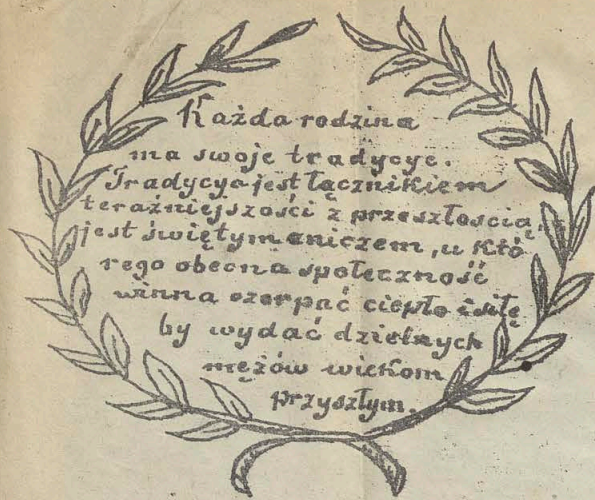 Każda rodzina
ma swoje tradycye.
Tradycya jest łącznikiem
teraźniejszości z przeszłoscią,
jest świętym zniczem, u któ
rego obecna społeczność
winna czerpać ciepło i siłę
by wydać dzielnych
mężów wiekom
przyszłym.